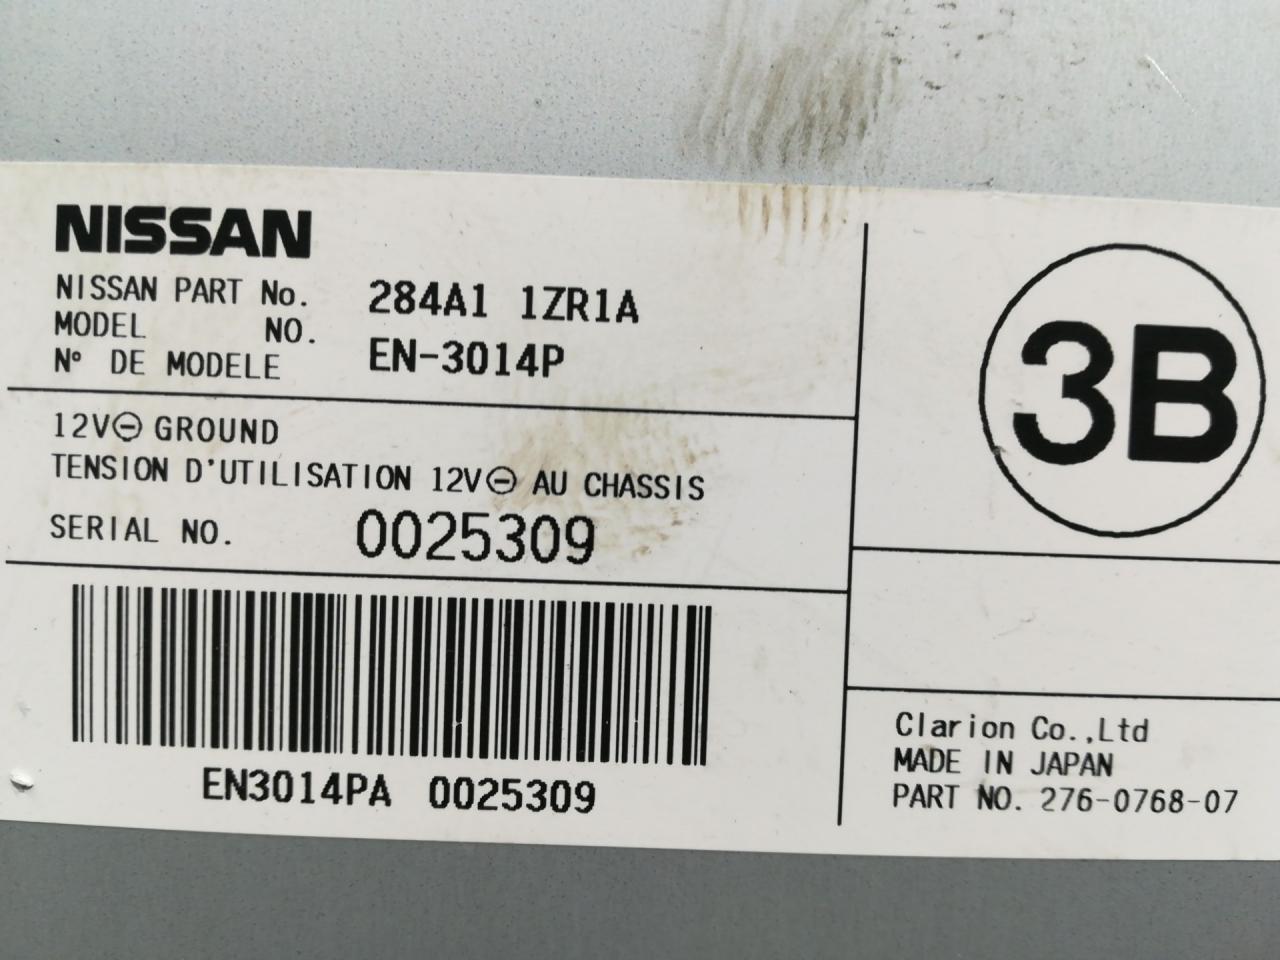 NISSAN
NISSAN PART No. 284A1 1ZR1A
MODEL NO.
N° DE MODELE EN-3014P
12V⊖ GROUND
TENSION D'UTILISATION 12V⊖ AU CHASSIS
SERIAL NO. 0025309
EN3014PA 0025309
3B
Clarion Co.,Ltd
MADE IN JAPAN
PART NO. 276-0768-07